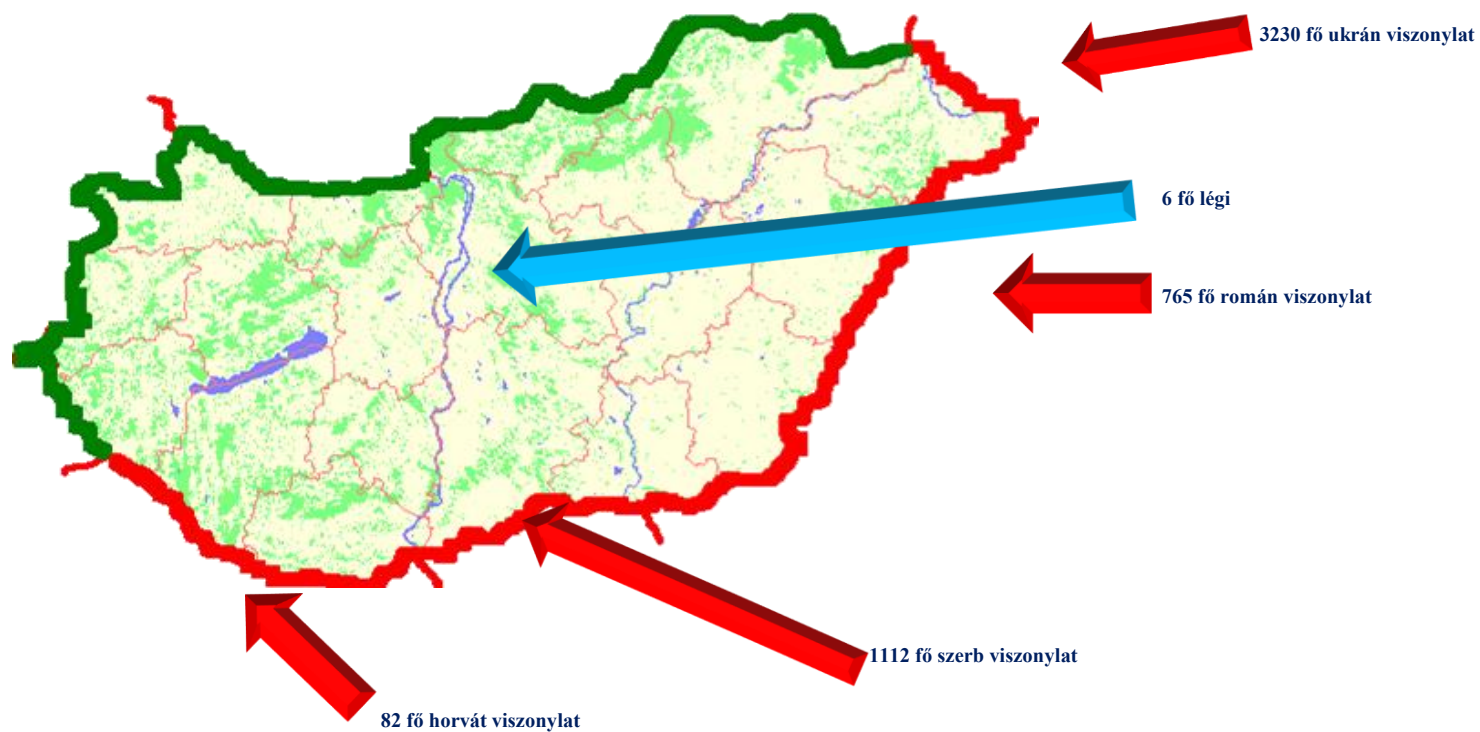 3230 fő ukrán viszonylat
6 fő légi
765 fő román viszonylat
1112 fő szerb viszonylat
82 fő horvát viszonylat